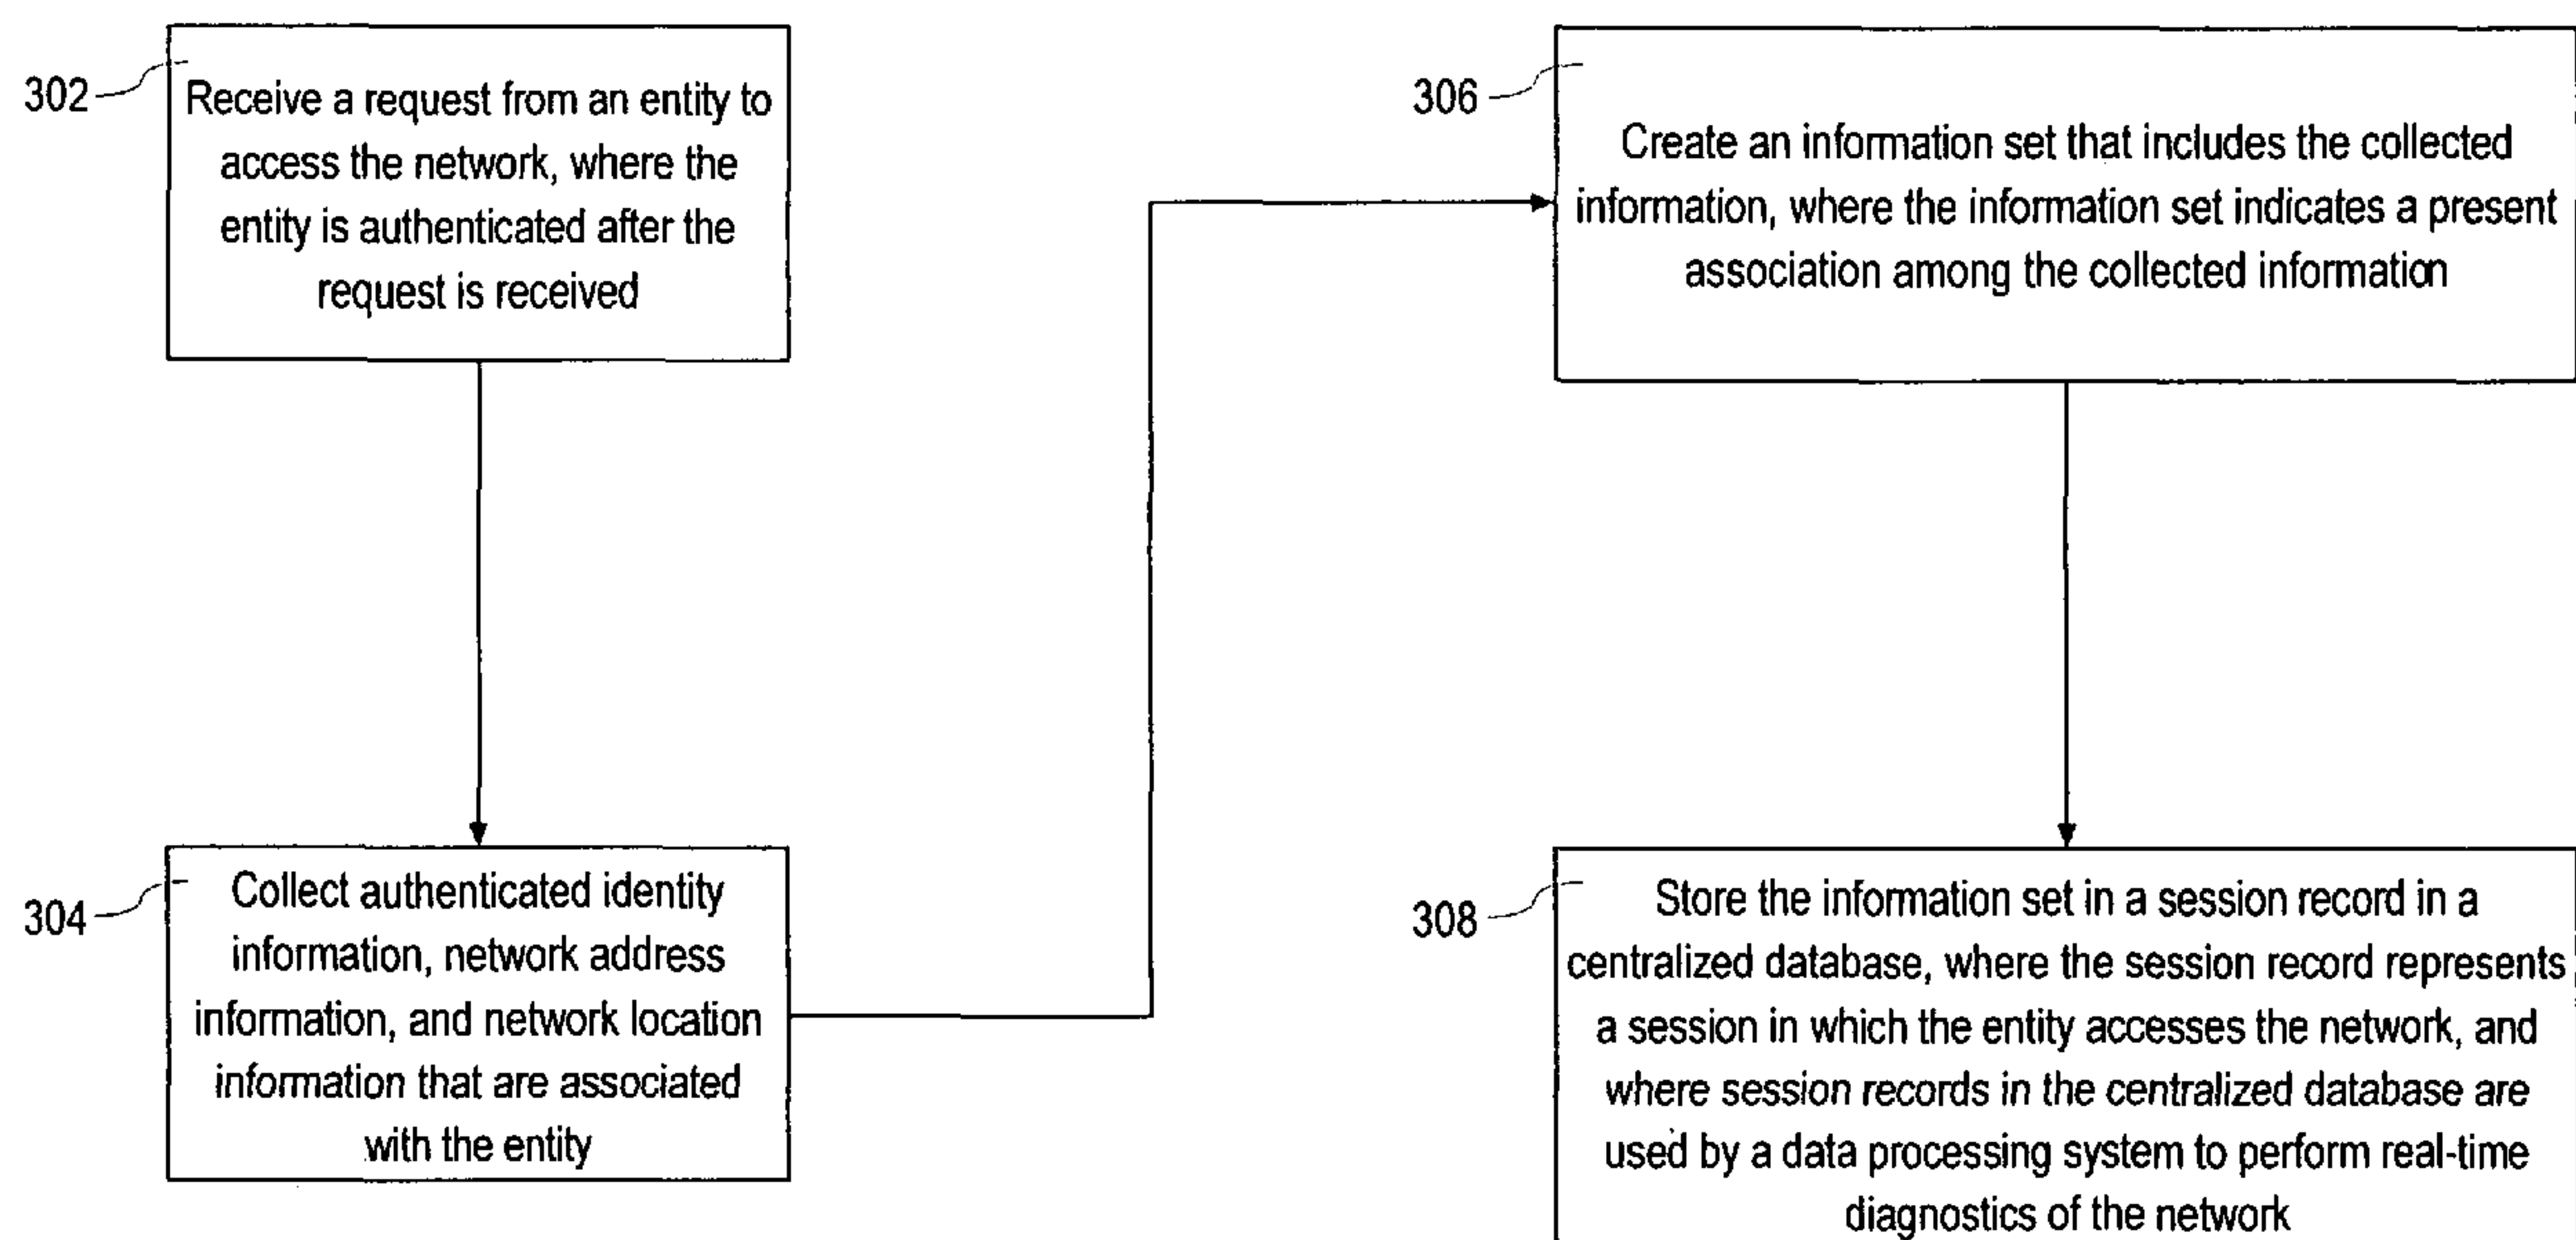 302
Receive a request from an entity to
access the network, where the
entity is authenticated after the
request is received
304
Collect authenticated identity
information, network address
information, and network location
information that are associated
with the entity
306
Create an information set that includes the collected
information, where the information set indicates a present
association among the collected information
308
Store the information set in a session record in a
centralized database, where the session record represents
a session in which the entity accesses the network, and
where session records in the centralized database are
used by a data processing system to perform real-time
diagnostics of the network